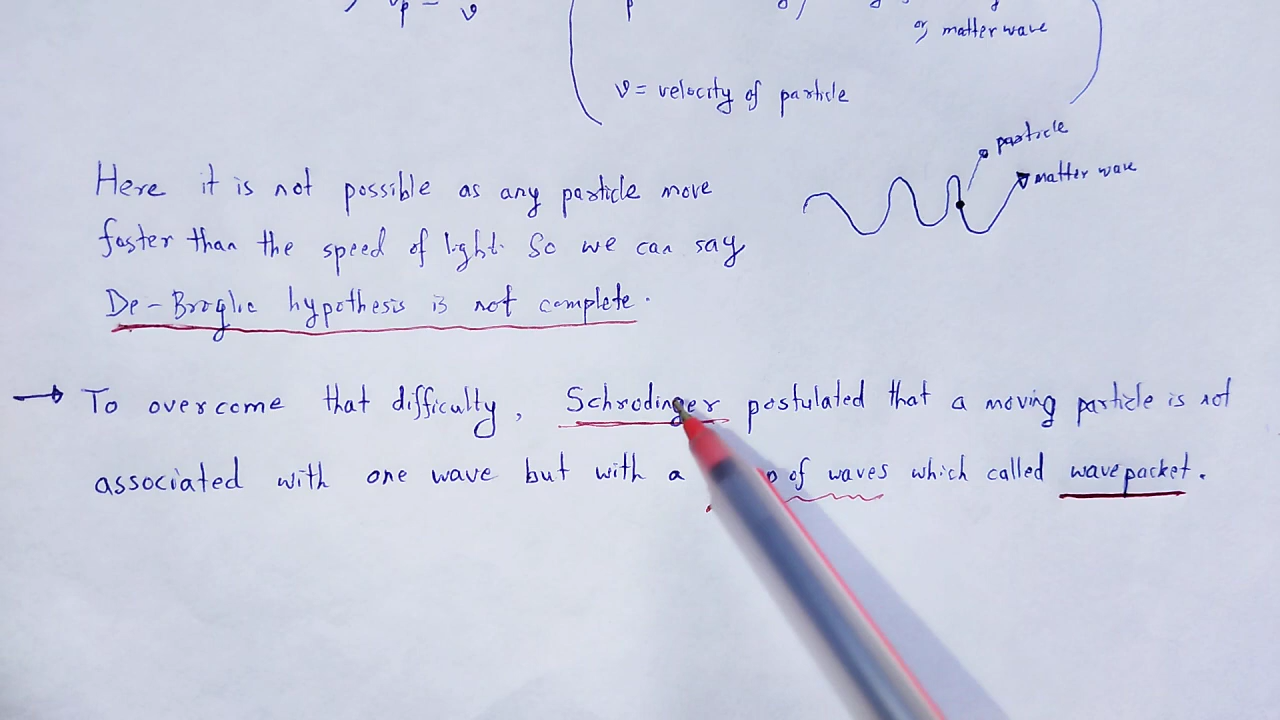 or, matter wave
v = velocity of particle
particle
matter wave
Here it is not possible as any particle move
faster than the speed of light. So we can say
De-Broglie hypothesis is not complete.
→ To overcome that difficulty, Schrodinger postulated that a moving particle is not
associated with one wave but with a of waves which called wavepacket.